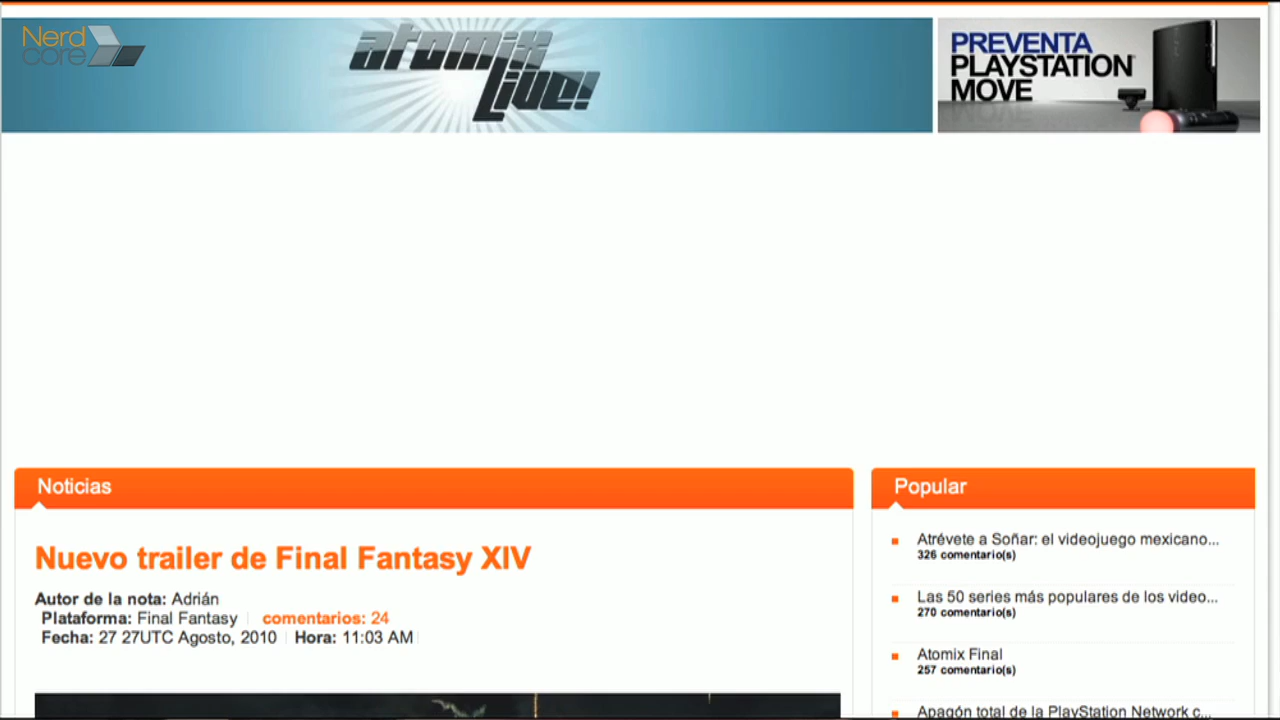 Nerd
core
atomix
Live!
PREVENTA
PLAYSTATION
MOVE
Noticias
Nuevo trailer de Final Fantasy XIV
Autor de la nota: Adrián
Plataforma: Final Fantasy comentarios: 24
Fecha: 27 27UTC Agosto, 2010 Hora: 11:03 AM
Popular
Atrévete a Soñar: el videojuego mexicano...
326 comentario(s)
Las 50 series más populares de los video...
270 comentario(s)
Atomix Final
257 comentario(s)
Apagón total de la PlayStation Network c...